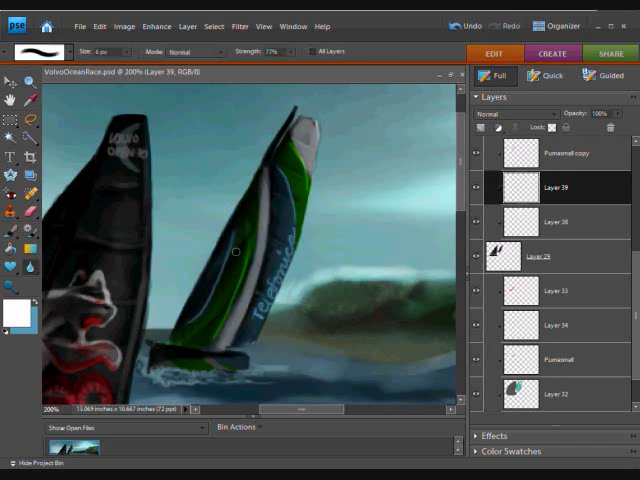 pse
File Edit Image Enhance Layer Select Filter View Window Help
Undo Redo Organizer
Size: 6 px Mode: Normal Strength: 77% All Layers
EDIT CREATE SHARE
VolvoOceanRace.psd @ 200% (Layer 39, RGB/8)
Full Quick Guided
Layers
Normal Opacity: 100%
Lock:
Pumasmall copy
Layer 39
Layer 38
Layer 29
Layer 33
Layer 34
Pumasmall
Layer 32
VOLVO
OPEN 70
Telefonica
200% 13.069 inches x 10.667 inches (72 ppi)
Show Open Files Bin Actions
Effects
Color Swatches
Hide Project Bin